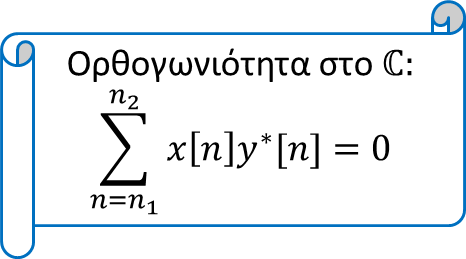 Ορθογωνιότητα στο ℂ:
n₂
∑ x[n]y*[n] = 0
n=n₁